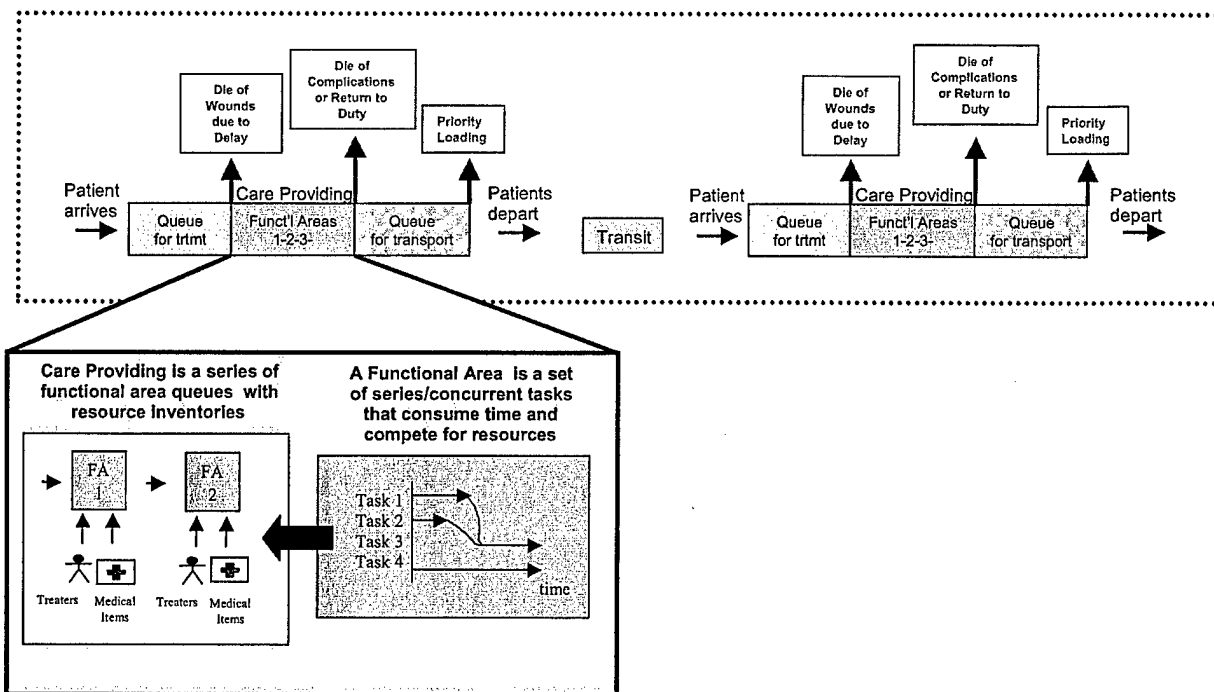 Die of
Wounds
due to
Delay
Die of
Complications
or Return to
Duty
Priority
Loading
Patient
arrives
Care Providing
Queue
for trtmt
Funct'l Areas
1-2-3-
Queue
for transport
Patients
depart
Transit
Die of
Wounds
due to
Delay
Die of
Complications
or Return to
Duty
Priority
Loading
Patient
arrives
Care Providing
Queue
for trtmt
Funct'l Areas
1-2-3-
Queue
for transport
Patients
depart
Care Providing is a series of
functional area queues with
resource Inventories
FA
1
FA
2
Treaters
Medical
Items
Treaters
Medical
Items
A Functional Area is a set
of series/concurrent tasks
that consume time and
compete for resources
Task 1
Task 2
Task 3
Task 4
time